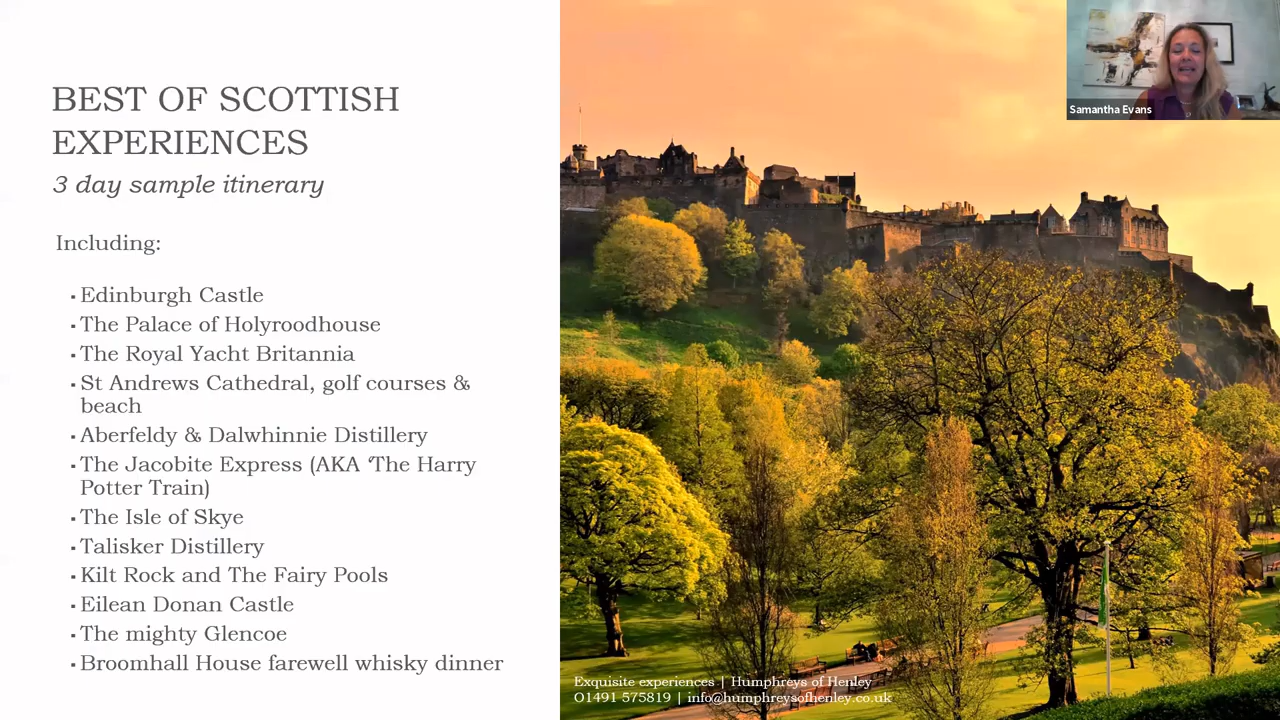 BEST OF SCOTTISH
EXPERIENCES
3 day sample itinerary
Including:
▪ Edinburgh Castle
▪ The Palace of Holyroodhouse
▪ The Royal Yacht Britannia
▪ St Andrews Cathedral, golf courses &
beach
▪ Aberfeldy & Dalwhinnie Distillery
▪ The Jacobite Express (AKA ‘The Harry
Potter Train)
▪ The Isle of Skye
▪ Talisker Distillery
▪ Kilt Rock and The Fairy Pools
▪ Eilean Donan Castle
▪ The mighty Glencoe
▪ Broomhall House farewell whisky dinner
Samantha Evans
Exquisite experiences | Humphreys of Henley
O1491 575819 | info@humphreysofhenley.co.uk